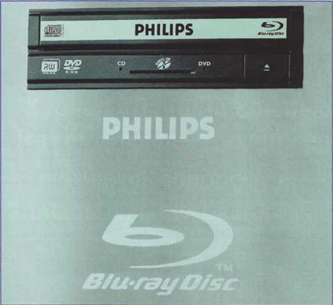 PHILIPS
Blu-ray Disc
RW
DVD
CD
DVD
PHILIPS
Blu-ray Disc
TM